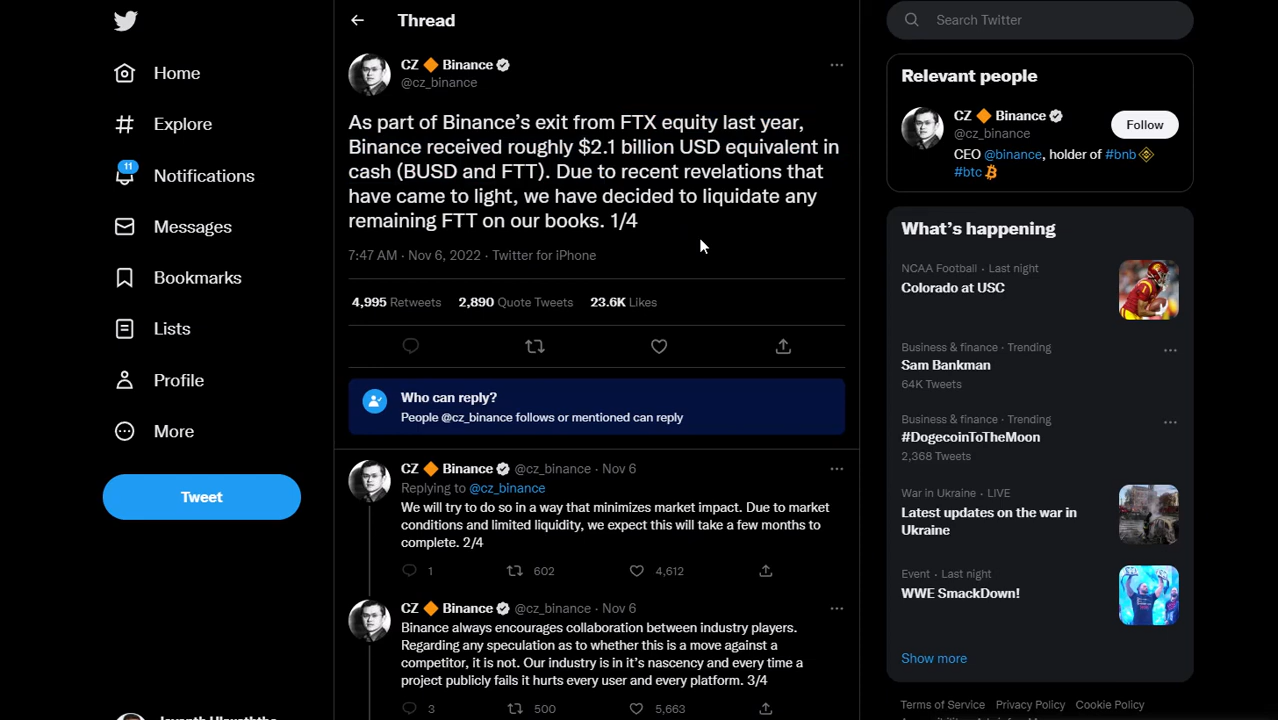 Thread
CZ 🔶 Binance
@cz_binance
As part of Binance’s exit from FTX equity last year,
Binance received roughly $2.1 billion USD equivalent in
cash (BUSD and FTT). Due to recent revelations that
have came to light, we have decided to liquidate any
remaining FTT on our books. 1/4
7:47 AM · Nov 6, 2022 · Twitter for iPhone
4,995 Retweets 2,890 Quote Tweets 23.6K Likes
Who can reply?
People @cz_binance follows or mentioned can reply
CZ 🔶 Binance @cz_binance · Nov 6
Replying to @cz_binance
We will try to do so in a way that minimizes market impact. Due to market
conditions and limited liquidity, we expect this will take a few months to
complete. 2/4
1 602 4,612
CZ 🔶 Binance @cz_binance · Nov 6
Binance always encourages collaboration between industry players.
Regarding any speculation as to whether this is a move against a
competitor, it is not. Our industry is in it’s nascency and every time a
project publicly fails it hurts every user and every platform. 3/4
3 500 5,663
Home
Explore
11
Notifications
Messages
Bookmarks
Lists
Profile
More
Tweet
Search Twitter
Relevant people
CZ 🔶 Binance
@cz_binance
Follow
CEO @binance, holder of #bnb
#btc
What’s happening
NCAA Football · Last night
Colorado at USC
Business & finance · Trending
Sam Bankman
64K Tweets
Business & finance · Trending
#DogecoinToTheMoon
2,368 Tweets
War in Ukraine · LIVE
Latest updates on the war in
Ukraine
Event · Last night
WWE SmackDown!
Show more
Terms of Service Privacy Policy Cookie Policy